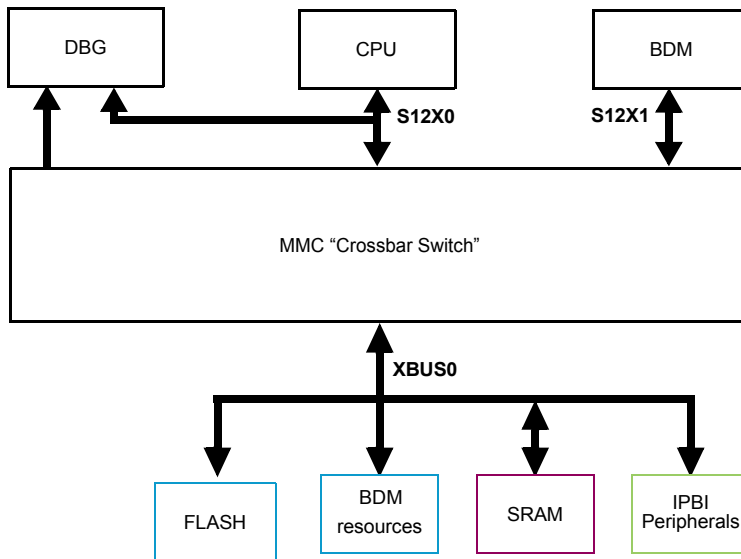 DBG
CPU
BDM
S12X0
S12X1
MMC “Crossbar Switch”
XBUS0
FLASH
BDM
resources
SRAM
IPBI
Peripherals